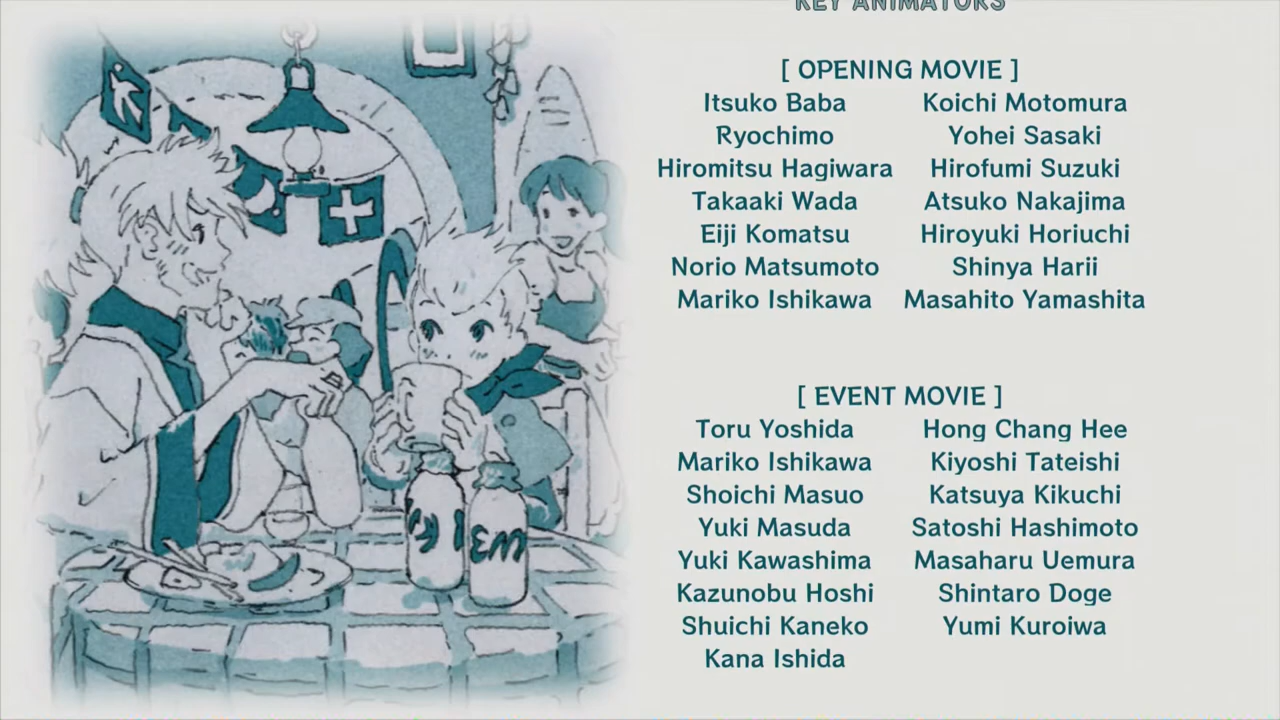 KEY ANIMATORS
[ OPENING MOVIE ]
Itsuko Baba Koichi Motomura
Ryochimo Yohei Sasaki
Hiromitsu Hagiwara Hirofumi Suzuki
Takaaki Wada Atsuko Nakajima
Eiji Komatsu Hiroyuki Horiuchi
Norio Matsumoto Shinya Harii
Mariko Ishikawa Masahito Yamashita
[ EVENT MOVIE ]
Toru Yoshida Hong Chang Hee
Mariko Ishikawa Kiyoshi Tateishi
Shoichi Masuo Katsuya Kikuchi
Yuki Masuda Satoshi Hashimoto
Yuki Kawashima Masaharu Uemura
Kazunobu Hoshi Shintaro Doge
Shuichi Kaneko Yumi Kuroiwa
Kana Ishida